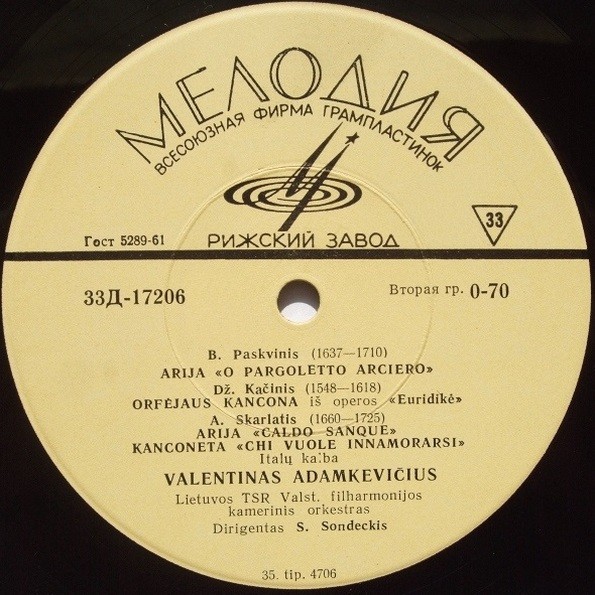 МЕЛОДИЯ
ВСЕСОЮЗНАЯ ФИРМА ГРАМПЛАСТИНОК
РИЖСКИЙ ЗАВОД
Гост 5289-61
33
33Д-17206
Вторая гр. 0-70
B. Paskvinis (1637—1710)
ARIJA «O PARGOLETTO ARCIERO»
Dž. Kačinis (1548—1618)
ORFĖJAUS KANCONA iš operos «Euridikė»
A. Skarlatis (1660—1725)
ARIJA «CALDO SANQUE»
KANCONETA «CHI VUOLE INNAMORARSI»
Italų kalba
VALENTINAS ADAMKEVIČIUS
Lietuvos TSR Valst. filharmonijos
kamerinis orkestras
Dirigentas S. Sondeckis
35. tip. 4706